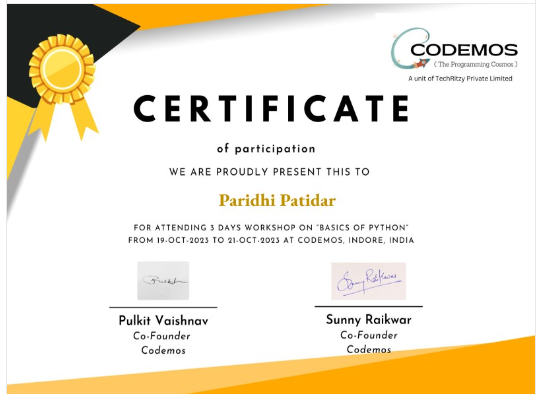 CODEMOS
( The Programming Cosmos )
A unit of TechRitzy Private Limited
CERTIFICATE
of participation
WE ARE PROUDLY PRESENT THIS TO
Paridhi Patidar
FOR ATTENDING 3 DAYS WORKSHOP ON "BASICS OF PYTHON"
FROM 19-OCT-2023 TO 21-OCT-2023 AT CODEMOS, INDORE, INDIA
Sunny Raikwar
Pulkit Vaishnav
Co-Founder
Codemos
Sunny Raikwar
Co-Founder
Codemos